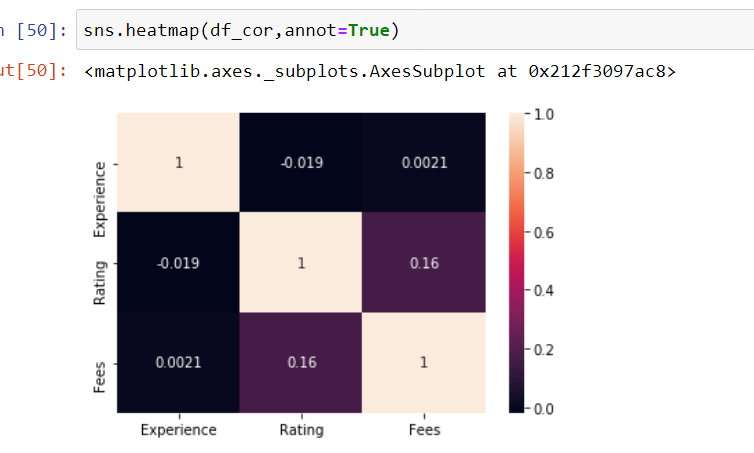 n [50]: sns.heatmap(df_cor,annot=True)
ut[50]: <matplotlib.axes._subplots.AxesSubplot at 0x212f3097ac8>
1.0
Experience 1 -0.019 0.0021
0.8
0.6
Rating -0.019 1 0.16
0.4
0.2
Fees 0.0021 0.16 1
0.0
Experience Rating Fees